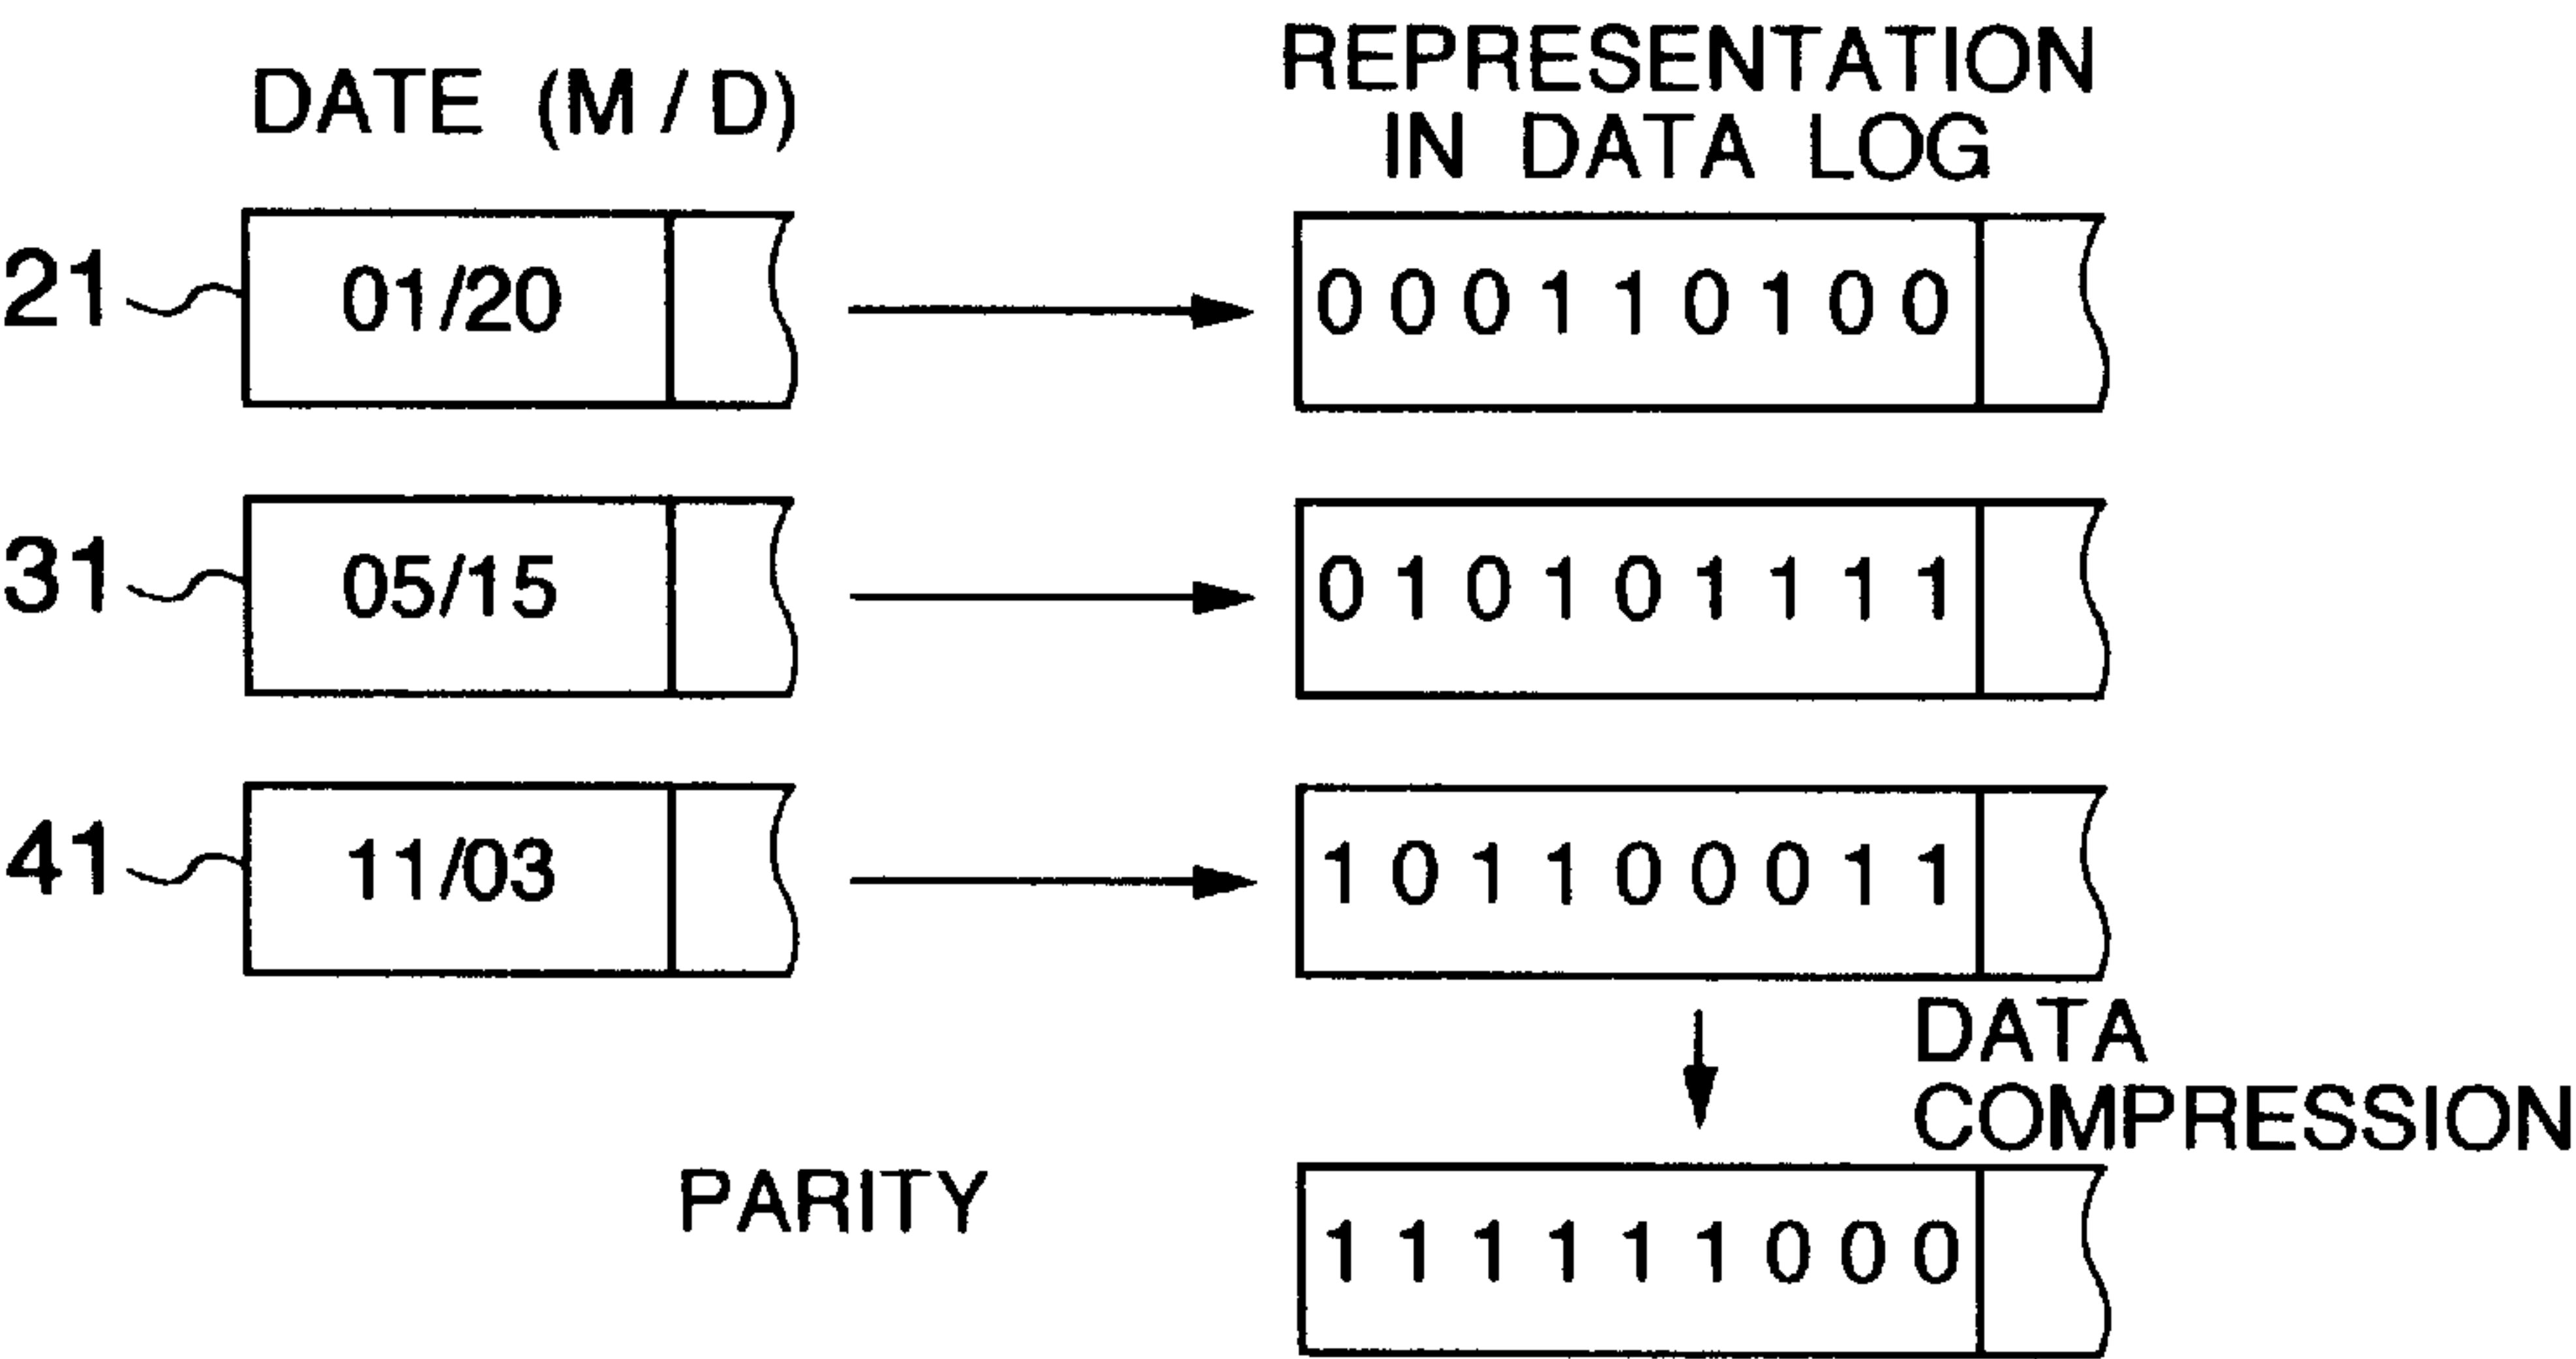 DATE (M / D)
REPRESENTATION
IN DATA LOG
21
01/20
0 0 0 1 1 0 1 0 0
31
05/15
0 1 0 1 0 1 1 1 1
41
11/03
1 0 1 1 0 0 0 1 1
DATA
COMPRESSION
PARITY
1 1 1 1 1 1 0 0 0